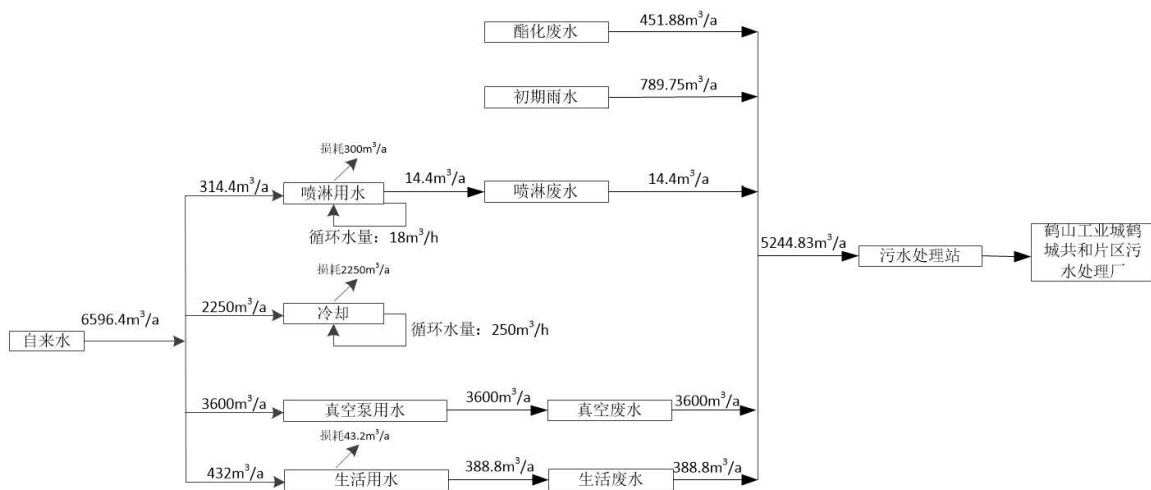 酯化废水
451.88m³/a
初期雨水
789.75m³/a
损耗300m³/a
314.4m³/a
喷淋用水
14.4m³/a
喷淋废水
14.4m³/a
循环水量：18m³/h
5244.83m³/a
污水处理站
鹤山工业城鹤
城共和片区污
水处理厂
损耗2250m³/a
2250m³/a
冷却
循环水量：250m³/h
自来水
6596.4m³/a
3600m³/a
真空泵用水
3600m³/a
真空废水
3600m³/a
损耗43.2m³/a
432m³/a
生活用水
388.8m³/a
生活废水
388.8m³/a